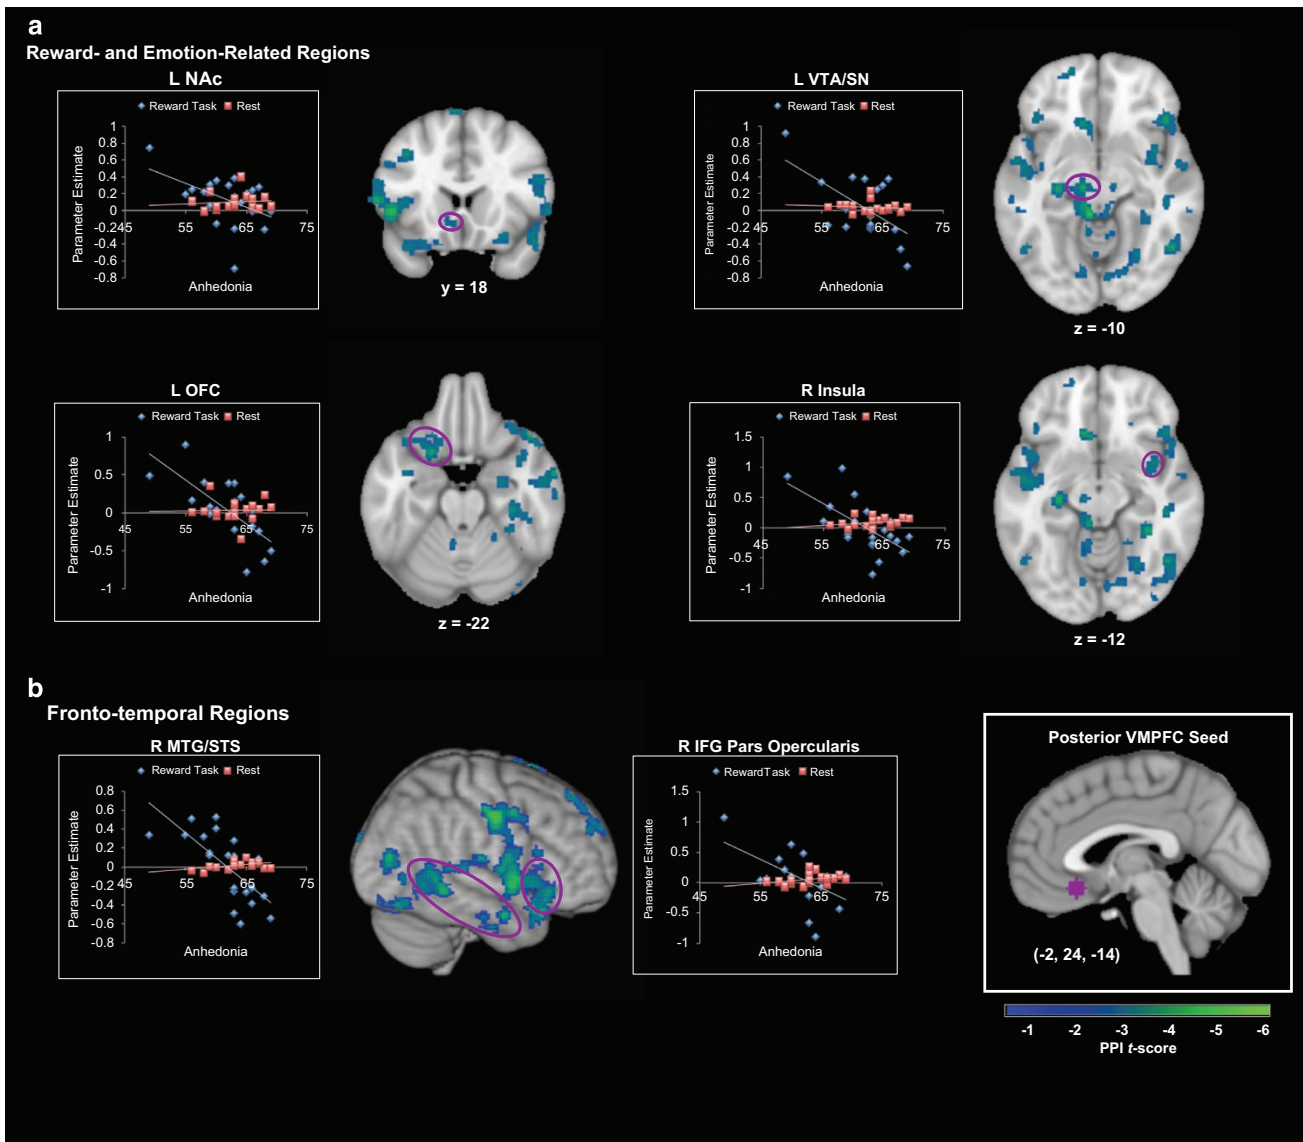 a
Reward- and Emotion-Related Regions
L NAc
Reward Task Rest
Parameter Estimate
1
0.8
0.6
0.4
0.2
0
-0.2
-0.4
-0.6
-0.8
45 55 65 75
Anhedonia
y = 18
L VTA/SN
Reward Task Rest
Parameter Estimate
1
0.8
0.6
0.4
0.2
0
-0.2
-0.4
-0.6
-0.8
45 55 65 75
Anhedonia
z = -10
L OFC
Reward Task Rest
Parameter Estimate
1
0.5
0
-0.5
-1
45 55 65 75
Anhedonia
z = -22
R Insula
Reward Task Rest
Parameter Estimate
1.5
1
0.5
0
-0.5
-1
45 55 65 75
Anhedonia
z = -12
b
Fronto-temporal Regions
R MTG/STS
Reward Task Rest
Parameter Estimate
0.8
0.6
0.4
0.2
0
-0.2
-0.4
-0.6
-0.8
45 55 65 75
Anhedonia
R IFG Pars Opercularis
RewardTask Rest
Parameter Estimate
1.5
1
0.5
0
-0.5
-1
45 55 65 75
Anhedonia
Posterior VMPFC Seed
(-2, 24, -14)
-1 -2 -3 -4 -5 -6
PPI t-score